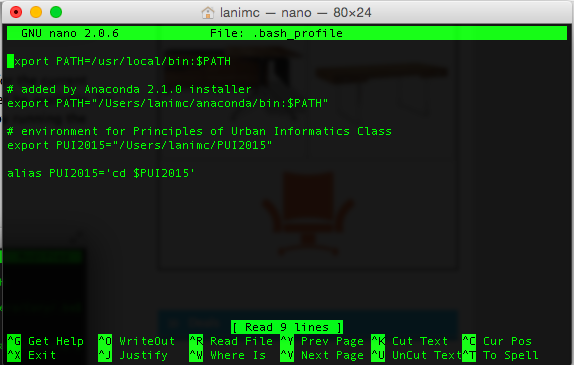 lanimc — nano — 80×24
GNU nano 2.0.6 File: .bash_profile
export PATH=/usr/local/bin:$PATH
# added by Anaconda 2.1.0 installer
export PATH="/Users/lanimc/anaconda/bin:$PATH"
# environment for Principles of Urban Informatics Class
export PUI2015="/Users/lanimc/PUI2015"
alias PUI2015='cd $PUI2015'
[ Read 9 lines ]
^G Get Help ^O WriteOut ^R Read File ^Y Prev Page ^K Cut Text ^C Cur Pos
^X Exit ^J Justify ^W Where Is ^V Next Page ^U UnCut Text ^T To Spell